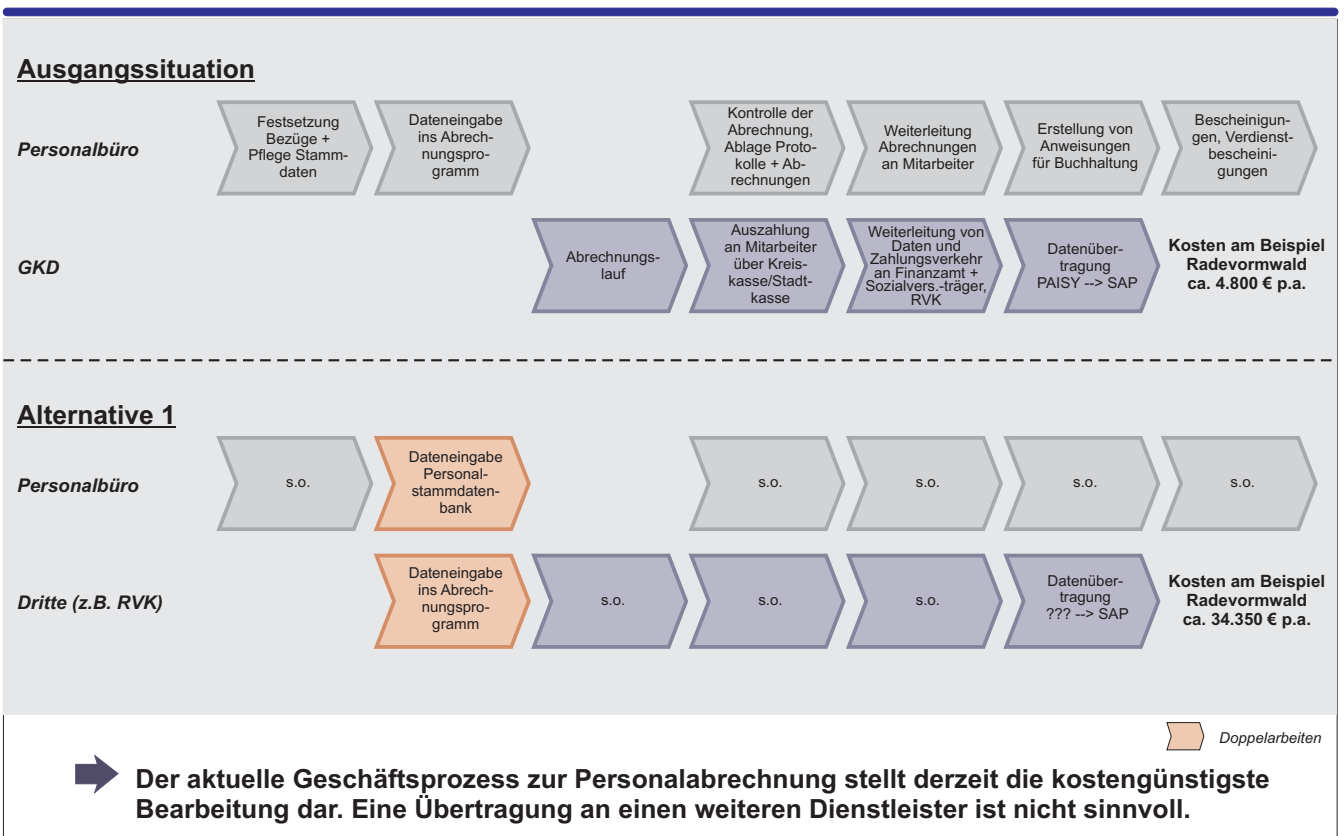 Ausgangssituation
Personalbüro
Festsetzung
Bezüge +
Pflege Stamm-
daten
Dateneingabe
ins Abrech-
nungspro-
gramm
Kontrolle der
Abrechnung,
Ablage Proto-
kolle + Ab-
rechnungen
Weiterleitung
Abrechnungen
an Mitarbeiter
Erstellung von
Anweisungen
für Buchhaltung
Bescheinigun-
gen, Verdienst-
bescheini-
gungen
GKD
Abrechnungs-
lauf
Auszahlung
an Mitarbeiter
über Kreis-
kasse/Stadt-
kasse
Weiterleitung von
Daten und
Zahlungsverkehr
an Finanzamt +
Sozialvers.-träger,
RVK
Datenüber-
tragung
PAISY --> SAP
Kosten am Beispiel
Radevormwald
ca. 4.800 € p.a.
Alternative 1
Personalbüro
s.o.
Dateneingabe
Personal-
stammdaten-
bank
s.o.
s.o.
s.o.
s.o.
Dritte (z.B. RVK)
Dateneingabe
ins Abrech-
nungspro-
gramm
s.o.
s.o.
s.o.
Datenüber-
tragung
??? --> SAP
Kosten am Beispiel
Radevormwald
ca. 34.350 € p.a.
Doppelarbeiten
Der aktuelle Geschäftsprozess zur Personalabrechnung stellt derzeit die kostengünstigste
Bearbeitung dar. Eine Übertragung an einen weiteren Dienstleister ist nicht sinnvoll.